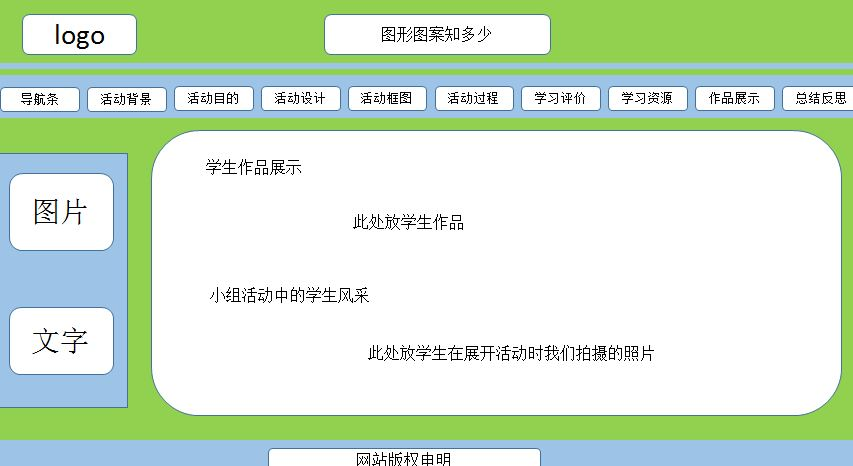 logo
图形图案知多少
导航条
活动背景
活动目的
活动设计
活动框图
活动过程
学习评价
学习资源
作品展示
总结反思
图片
文字
学生作品展示
此处放学生作品
小组活动中的学生风采
此处放学生在展开活动时我们拍摄的照片
网站版权申明